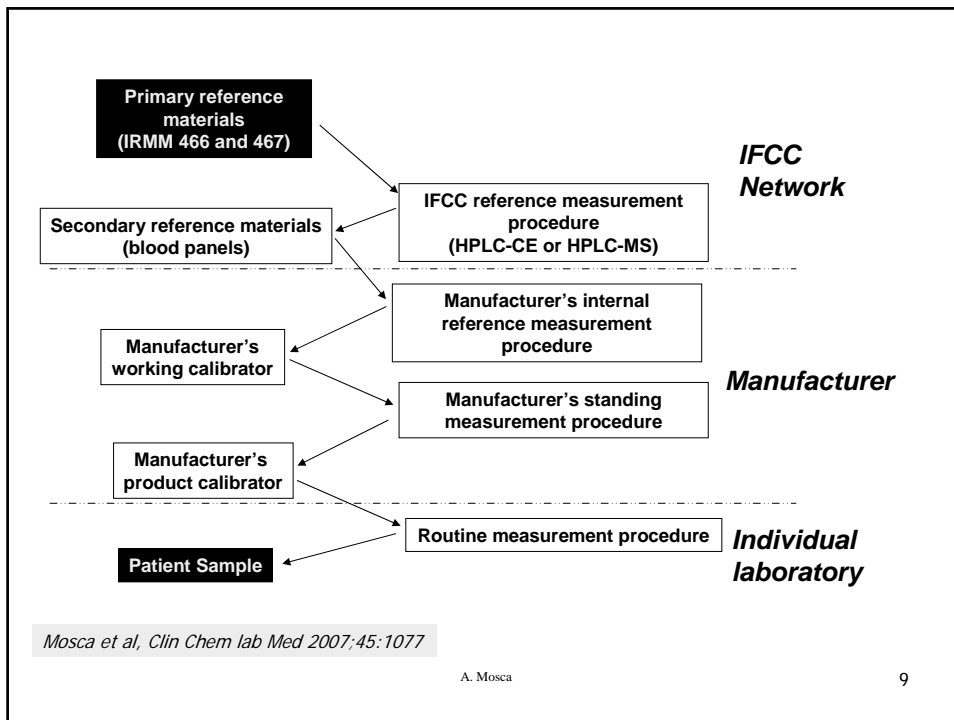 Primary reference
materials
(IRMM 466 and 467)
IFCC
Network
IFCC reference measurement
procedure
(HPLC-CE or HPLC-MS)
Secondary reference materials
(blood panels)
Manufacturer’s internal
reference measurement
procedure
Manufacturer’s
working calibrator
Manufacturer
Manufacturer’s standing
measurement procedure
Manufacturer’s
product calibrator
Routine measurement procedure
Individual
laboratory
Patient Sample
Mosca et al, Clin Chem lab Med 2007;45:1077
A. Mosca
9